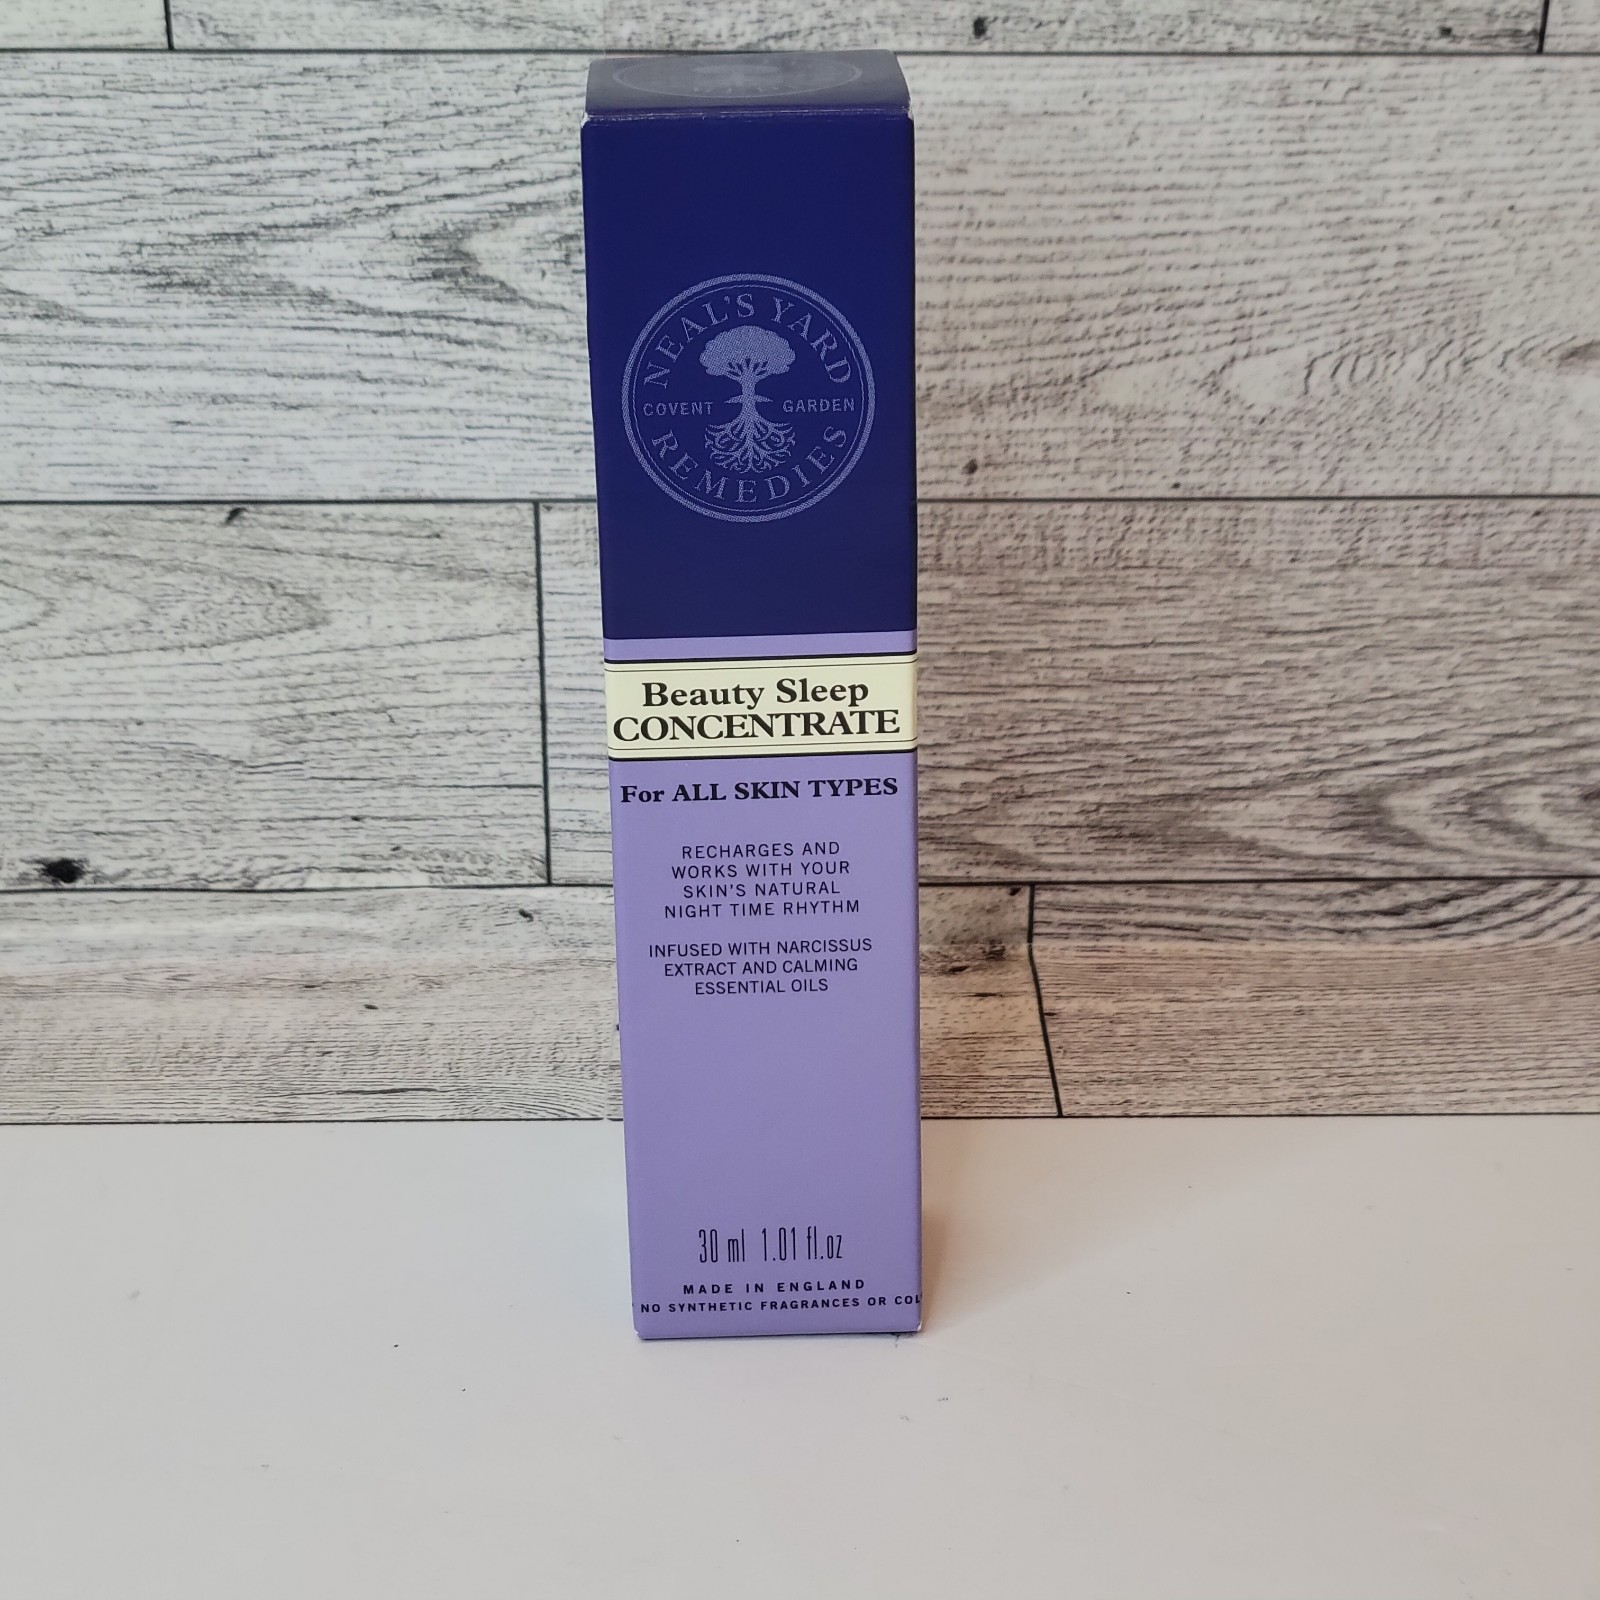 NEAL'S YARD
COVENT GARDEN
REMEDIES
Beauty Sleep
CONCENTRATE
For ALL SKIN TYPES
RECHARGES AND
WORKS WITH YOUR
SKIN'S NATURAL
NIGHT TIME RHYTHM
INFUSED WITH NARCISSUS
EXTRACT AND CALMING
ESSENTIAL OILS
30 ml 1.01 fl.oz
MADE IN ENGLAND
NO SYNTHETIC FRAGRANCES OR COL